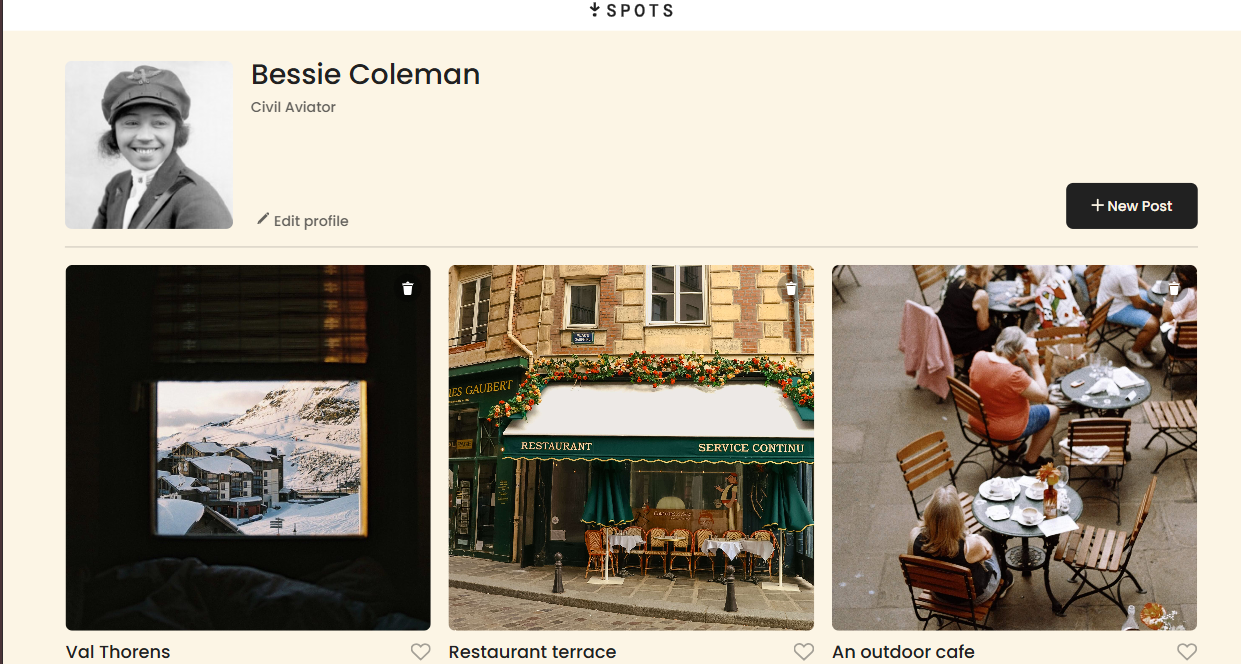 SPOTS
Bessie Coleman
Civil Aviator
Edit profile
New Post
ES GAUBERT
RESTAURANT
SERVICE CONTINU
Val Thorens
Restaurant terrace
An outdoor cafe